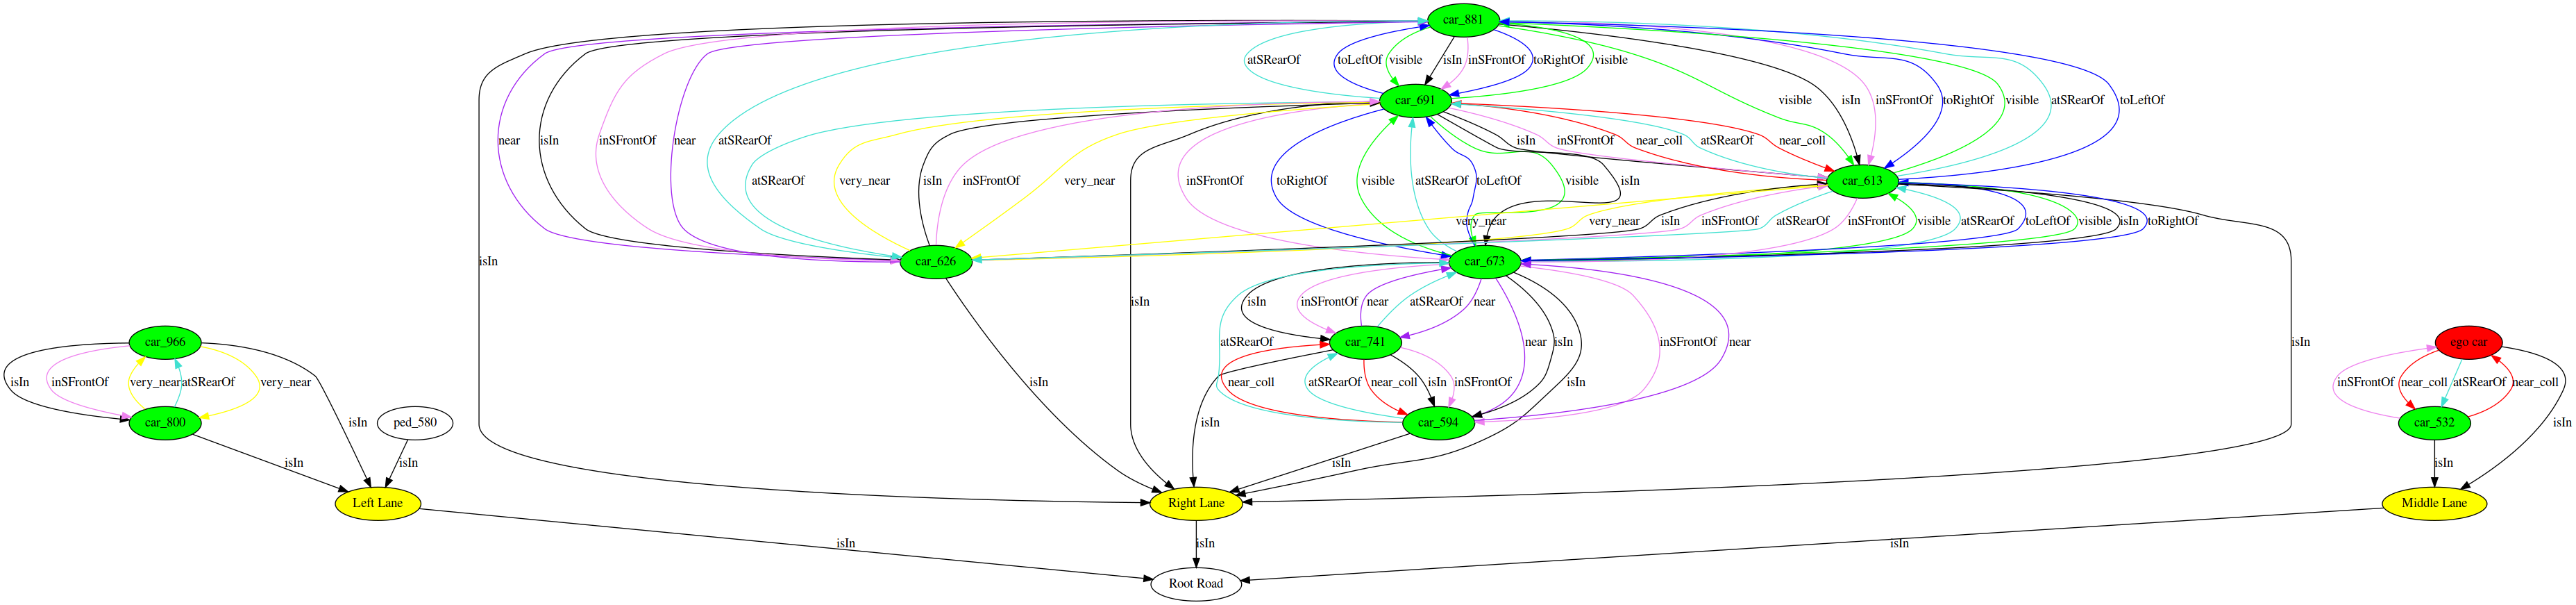 car_881
atSRearOf toLeftOf visible isIn inSFrontOf toRightOf visible
car_691 visible isIn inSFrontOf toRightOf visible atSRearOf toLeftOf
near isIn inSFrontOf near atSRearOf isIn inSFrontOf near_coll atSRearOf near_coll
atSRearOf very_near isIn inSFrontOf very_near inSFrontOf toRightOf visible atSRearOf toLeftOf visible isIn car_613
very_near very_near isIn inSFrontOf atSRearOf inSFrontOf visible atSRearOf toLeftOf visible isIn toRightOf
isIn car_626 car_673
isIn isIn inSFrontOf near atSRearOf near
car_966 car_741 atSRearOf near isIn inSFrontOf near isIn ego car
isIn inSFrontOf very_near atSRearOf very_near isIn near_coll atSRearOf near_coll isIn inSFrontOf isIn inSFrontOf near_coll atSRearOf near_coll
car_800 isIn ped_580 isIn car_594 car_532 isIn
isIn isIn isIn isIn
Left Lane Right Lane Middle Lane
isIn isIn isIn
Root Road